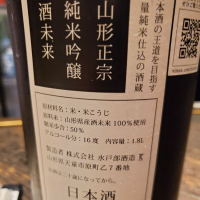 日本酒の王道を目指す
量純米仕込の酒蔵
山形正宗
純米吟醸
酒未来
原材料名：米・米こうじ
原料米：山形県産酒未来100％使用
精米歩合：50％
アルコール分：16度 内容量：1.8L
製造者 株式会社 水戸部酒造
山形県天童市原町乙7番地
日本酒